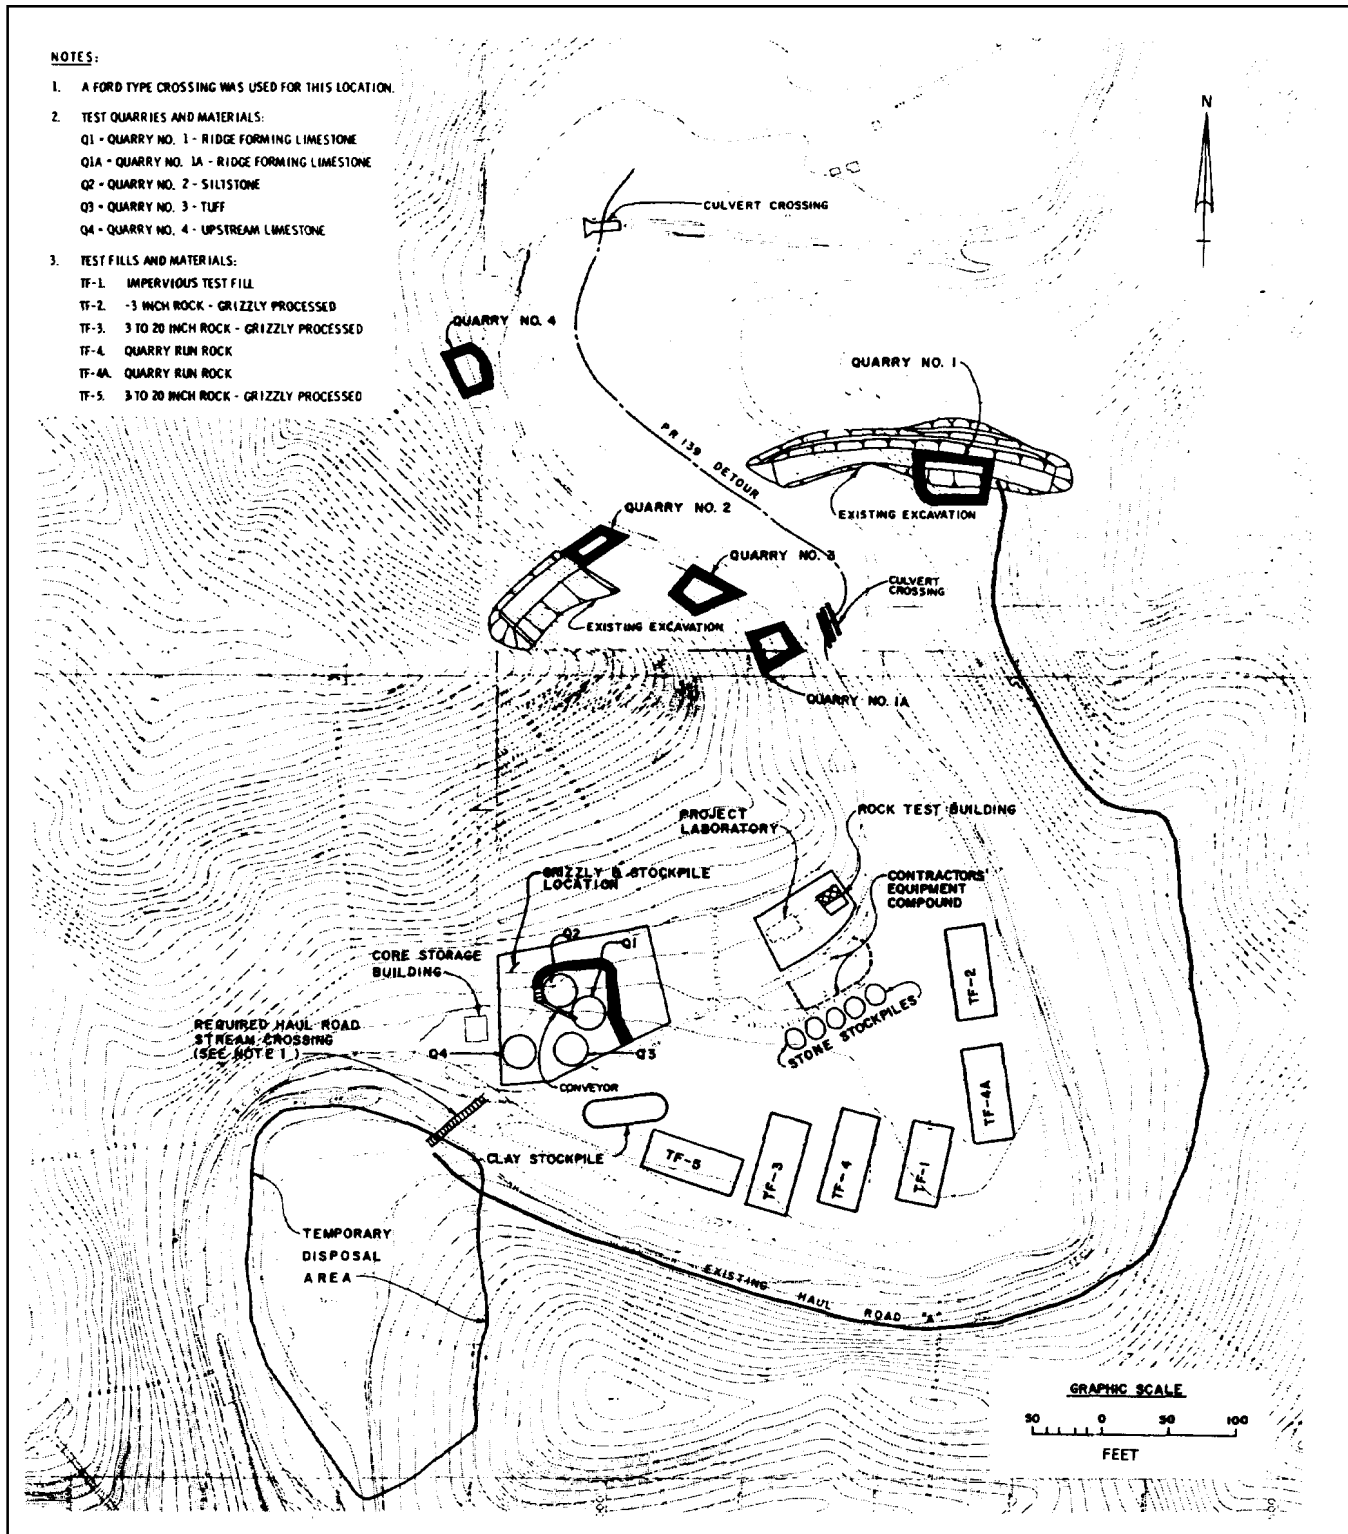 NOTES:
1. A FORD TYPE CROSSING WAS USED FOR THIS LOCATION.
2. TEST QUARRIES AND MATERIALS:
Q1 - QUARRY NO. 1 - RIDGE FORMING LIMESTONE
Q1A - QUARRY NO. 1A - RIDGE FORMING LIMESTONE
Q2 - QUARRY NO. 2 - SILTSTONE
Q3 - QUARRY NO. 3 - TUFF
Q4 - QUARRY NO. 4 - UPSTREAM LIMESTONE
3. TEST FILLS AND MATERIALS:
TF-1. IMPERVIOUS TEST FILL
TF-2. -3 INCH ROCK - GRIZZLY PROCESSED
TF-3. 3 TO 20 INCH ROCK - GRIZZLY PROCESSED
TF-4. QUARRY RUN ROCK
TF-4A. QUARRY RUN ROCK
TF-5. 3 TO 20 INCH ROCK - GRIZZLY PROCESSED
N
CULVERT CROSSING
QUARRY NO. 4
QUARRY NO. 1
PR 139 DETOUR
EXISTING EXCAVATION
QUARRY NO. 2
QUARRY NO. 3
CULVERT
CROSSING
EXISTING EXCAVATION
QUARRY NO. 1A
PROJECT
LABORATORY
ROCK TEST BUILDING
GRIZZLY & STOCKPILE
LOCATION
CONTRACTORS'
EQUIPMENT
COMPOUND
Q2
Q1
CORE STORAGE
BUILDING
TF-2
STONE STOCKPILES
REQUIRED HAUL ROAD
STREAM CROSSING
(SEE NOTE 1)
Q4
Q3
CONVEYOR
TF-4A
CLAY STOCKPILE
TF-5
TF-3
TF-4
TF-1
TEMPORARY
DISPOSAL
AREA
EXISTING HAUL ROAD "A"
GRAPHIC SCALE
50 0 50 100
FEET